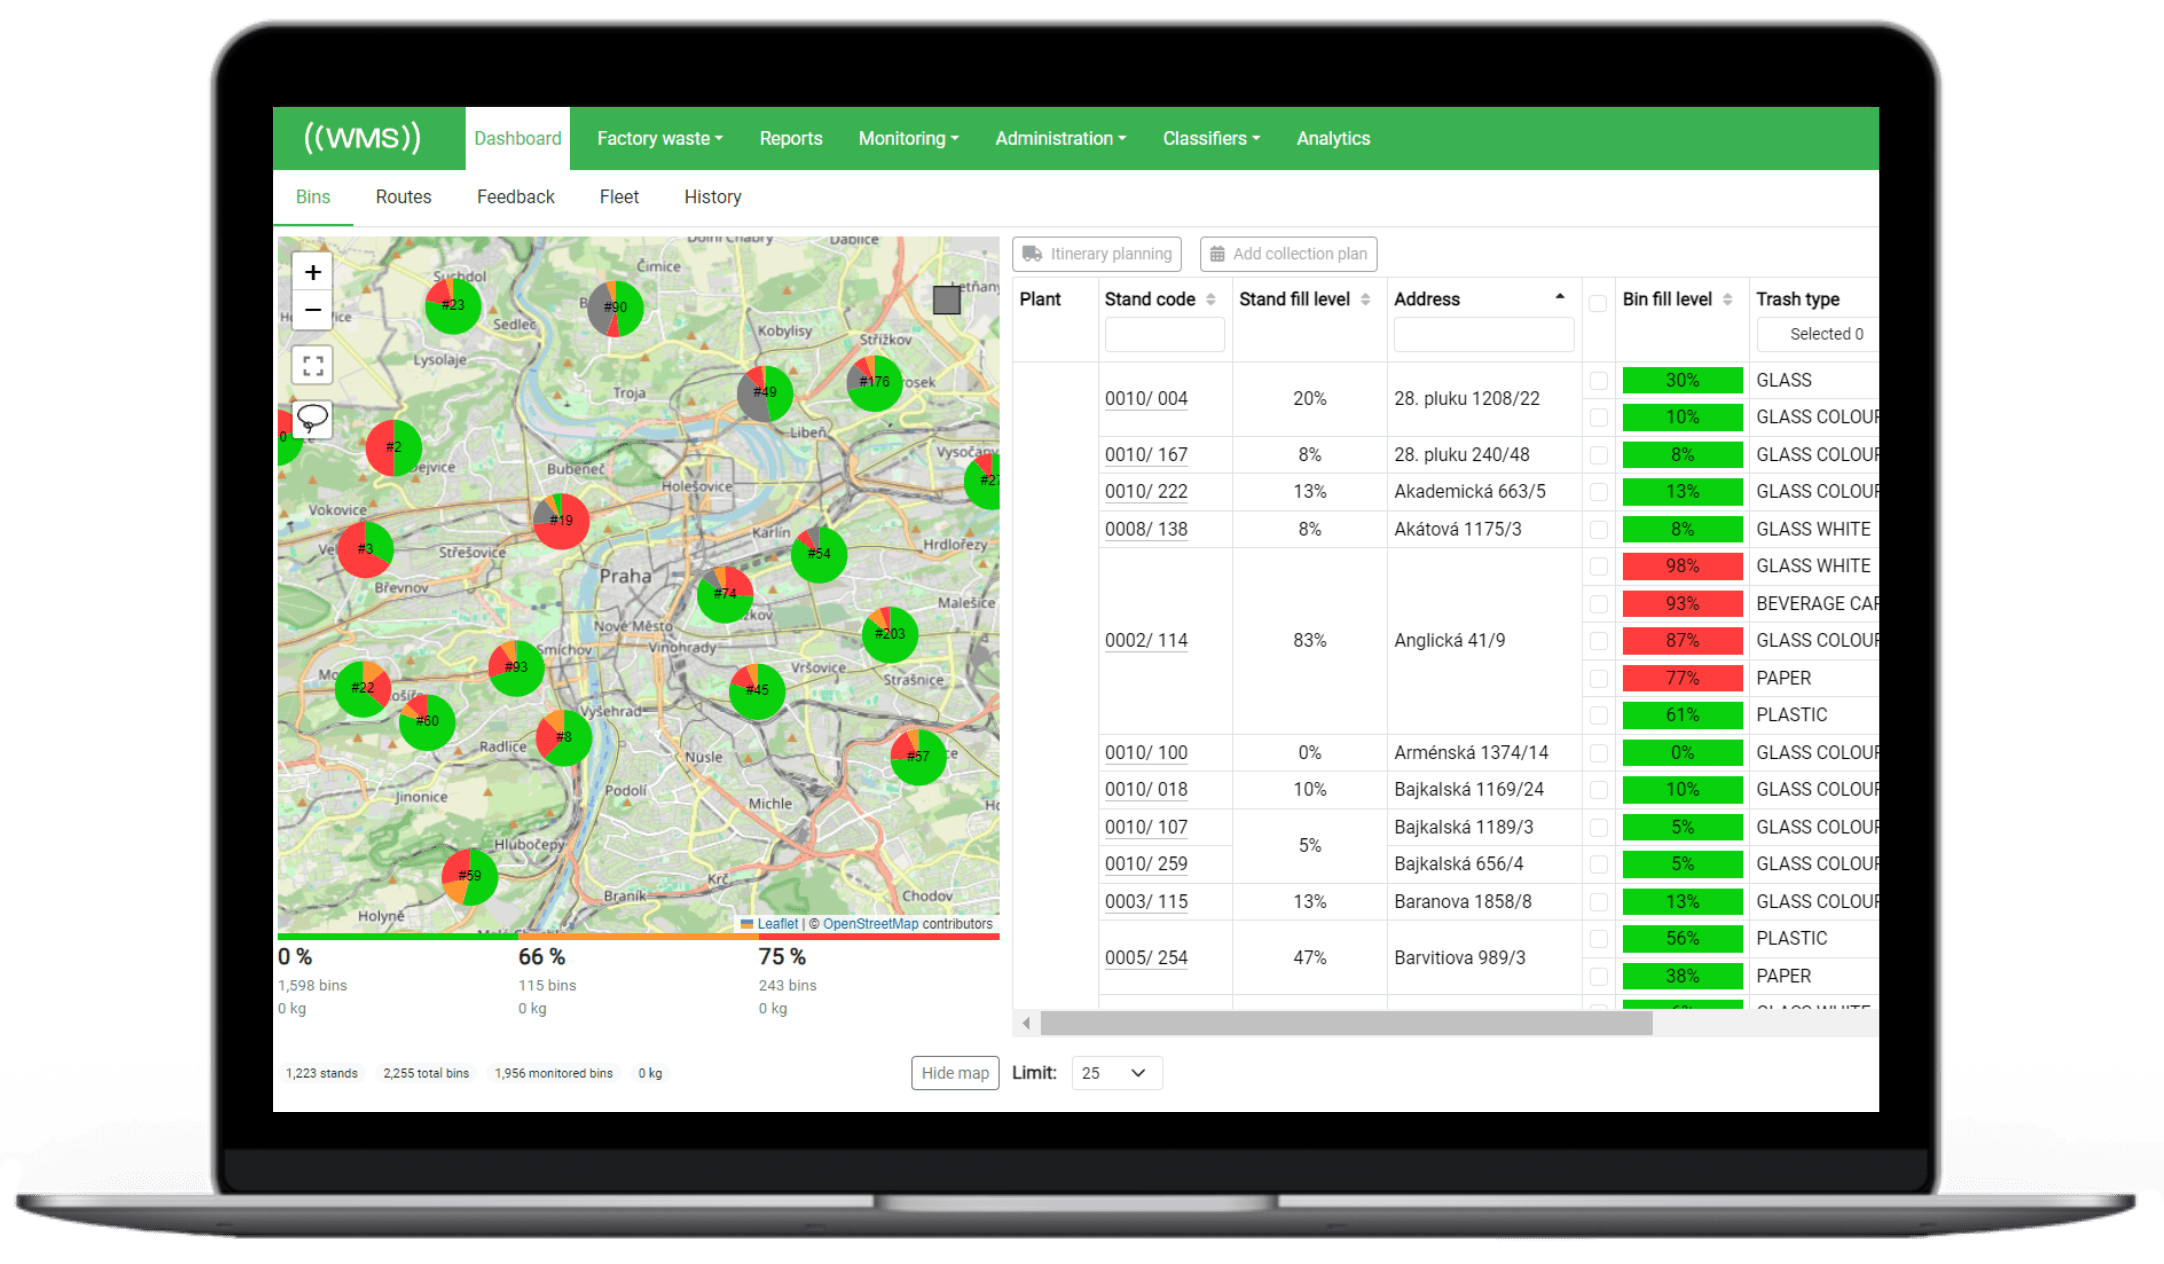 ((WMS))
Dashboard
Factory waste
Reports
Monitoring
Administration
Classifiers
Analytics
Bins
Routes
Feedback
Fleet
History
+
−
Čimice
Suchdol
Sedlec
Lysolaje
Troja
Kobylisy
Střížkov
Libeň
Bubeneč
Holešovice
Vokovice
Střešovice
Břevnov
Karlín
Hrdlořezy
Praha
Malešice
Nové Město
Vinohrady
Smíchov
Vršovice
Strašnice
Vyšehrad
Radlice
Nusle
Podolí
Michle
Jinonice
Hlubočepy
Krč
Braník
Chodov
Holyně
#23
#90
#49
#176
#2
#19
#3
#54
#74
#203
#93
#22
#45
#60
#8
#57
#59
Leaflet | © OpenStreetMap contributors
0 %
1,598 bins
0 kg
66 %
115 bins
0 kg
75 %
243 bins
0 kg
1,223 stands
2,255 total bins
1,956 monitored bins
0 kg
Hide map
Itinerary planning
Add collection plan
Plant
Stand code
Stand fill level
Address
Bin fill level
Trash type
Selected 0
0010/ 004 20% 28. pluku 1208/22 30% GLASS
10% GLASS COLOUR
0010/ 167 8% 28. pluku 240/48 8% GLASS COLOUR
0010/ 222 13% Akademická 663/5 13% GLASS COLOUR
0008/ 138 8% Akátová 1175/3 8% GLASS WHITE
0002/ 114 83% Anglická 41/9 98% GLASS WHITE
93% BEVERAGE CAR
87% GLASS COLOUR
77% PAPER
61% PLASTIC
0010/ 100 0% Arménská 1374/14 0% GLASS COLOUR
0010/ 018 10% Bajkalská 1169/24 10% GLASS COLOUR
0010/ 107 5% Bajkalská 1189/3 5% GLASS COLOUR
0010/ 259 Bajkalská 656/4 5% GLASS COLOUR
0003/ 115 13% Baranova 1858/8 13% GLASS COLOUR
0005/ 254 47% Barvitiova 989/3 56% PLASTIC
38% PAPER
Limit: 25